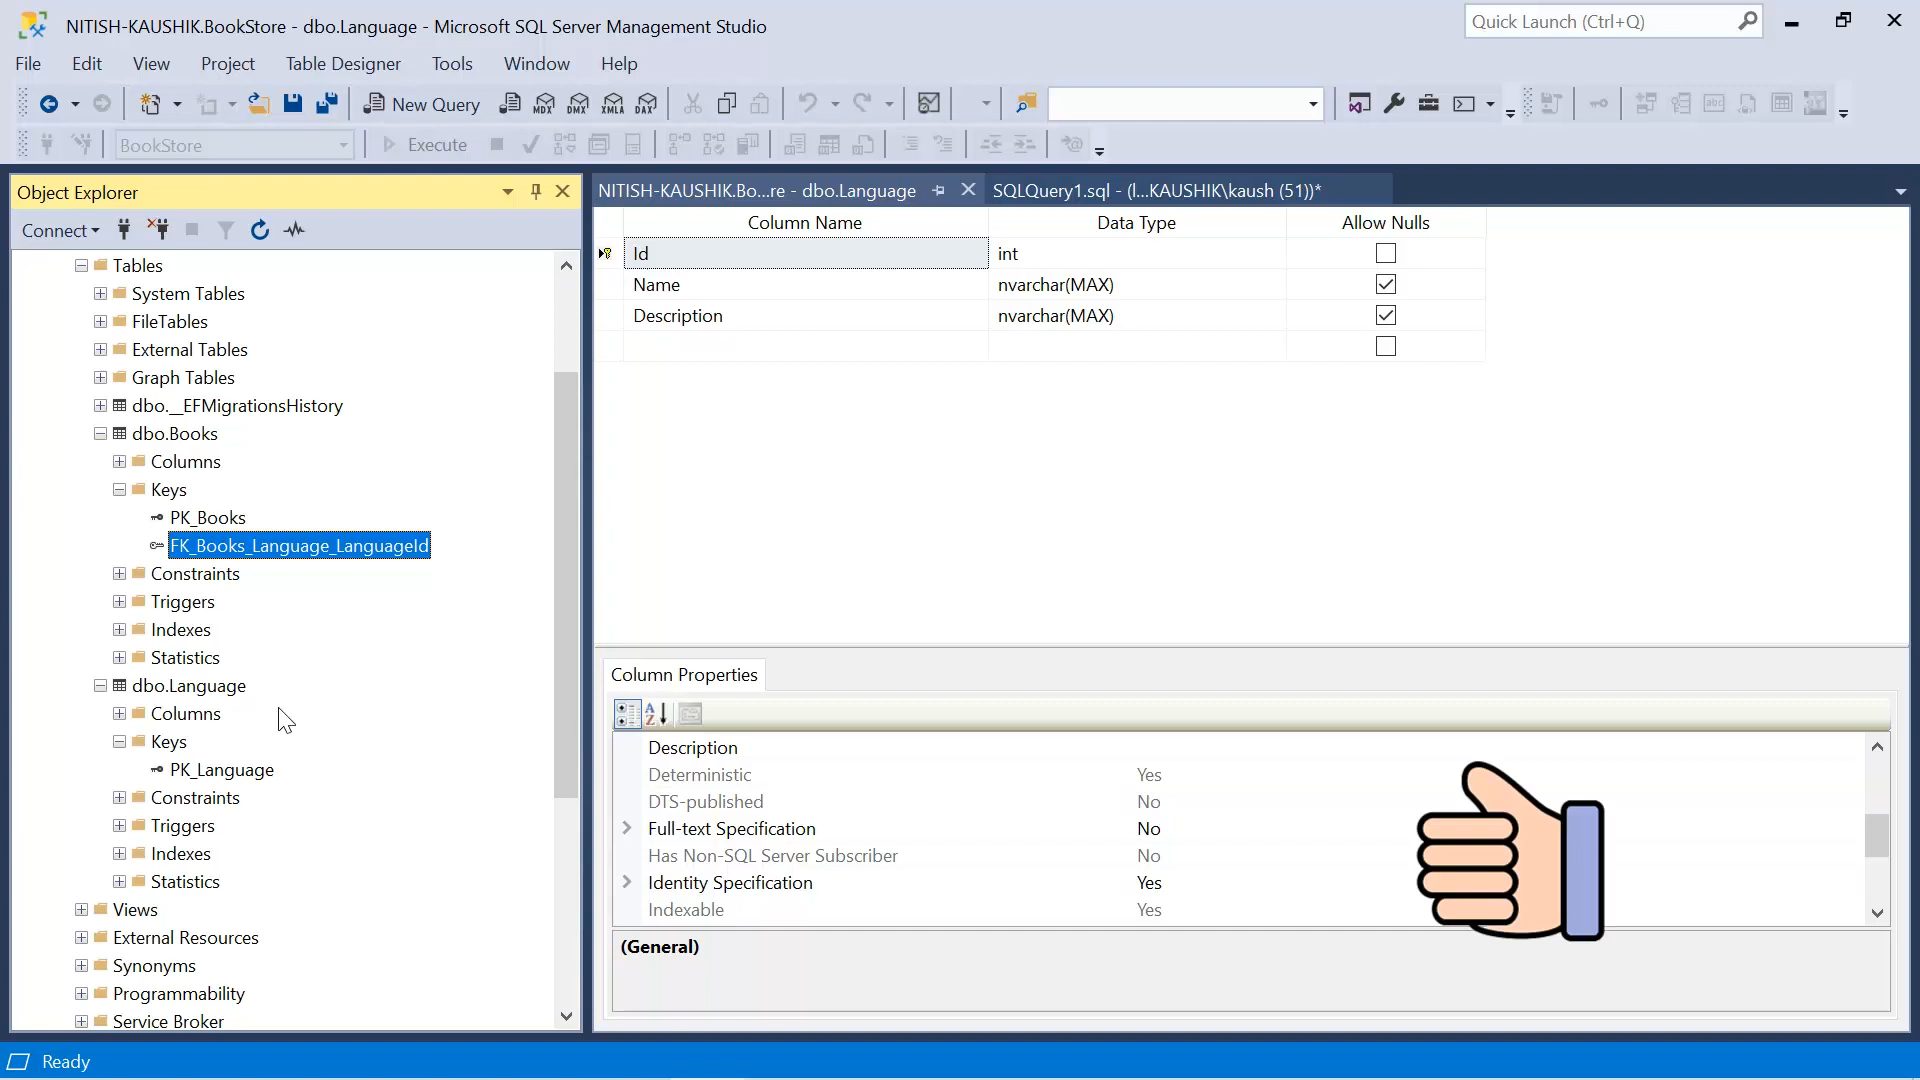 NITISH-KAUSHIK.BookStore - dbo.Language - Microsoft SQL Server Management Studio
Quick Launch (Ctrl+Q)
File Edit View Project Table Designer Tools Window Help
New Query MDX DMX XMLA DAX
BookStore Execute
Object Explorer
Connect
Tables
System Tables
FileTables
External Tables
Graph Tables
dbo.__EFMigrationsHistory
dbo.Books
Columns
Keys
PK_Books
FK_Books_Language_LanguageId
Constraints
Triggers
Indexes
Statistics
dbo.Language
Columns
Keys
PK_Language
Constraints
Triggers
Indexes
Statistics
Views
External Resources
Synonyms
Programmability
Service Broker
NITISH-KAUSHIK.Bo...re - dbo.Language
SQLQuery1.sql - (l...KAUSHIK\kaush (51))*
Column Name Data Type Allow Nulls
Id int
Name nvarchar(MAX)
Description nvarchar(MAX)
Column Properties
Description
Deterministic Yes
DTS-published No
Full-text Specification No
Has Non-SQL Server Subscriber No
Identity Specification Yes
Indexable Yes
(General)
Ready